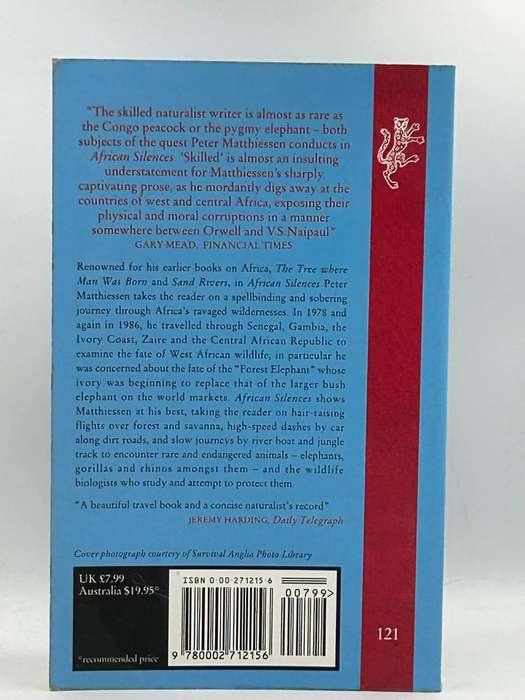 "The skilled naturalist writer is almost as rare as
the Congo peacock or the pygmy elephant – both
subjects of the quest Peter Matthiessen conducts in
African Silences. 'Skilled' is almost an insulting
understatement for Matthiessen's sharply
captivating prose, as he mordantly digs away at the
countries of west and central Africa, exposing their
physical and moral corruptions in a manner
somewhere between Orwell and V.S.Naipaul"
GARY MEAD, FINANCIAL TIMES
Renowned for his earlier books on Africa, The Tree where
Man Was Born and Sand Rivers, in African Silences Peter
Matthiessen takes the reader on a spellbinding and sobering
journey through Africa's ravaged wildernesses. In 1978 and
again in 1986, he travelled through Senegal, Gambia, the
Ivory Coast, Zaire and the Central African Republic to
examine the fate of West African wildlife; in particular he
was concerned about the fate of the "Forest Elephant" whose
ivory was beginning to replace that of the larger bush
elephant on the world markets. African Silences shows
Matthiessen at his best, taking the reader on hair-raising
flights over forest and savanna, high-speed dashes by car
along dirt roads, and slow journeys by river boat and jungle
track to encounter rare and endangered animals – elephants,
gorillas and rhinos amongst them – and the wildlife
biologists who study and attempt to protect them.
"A beautiful travel book and a concise naturalist's record"
JEREMY HARDING, Daily Telegraph
Cover photograph courtesy of Survival Anglia Photo Library
UK £7.99
Australia $19.95*
*recommended price
ISBN 0-00-271215-6
00799>
9 780002 712156
121